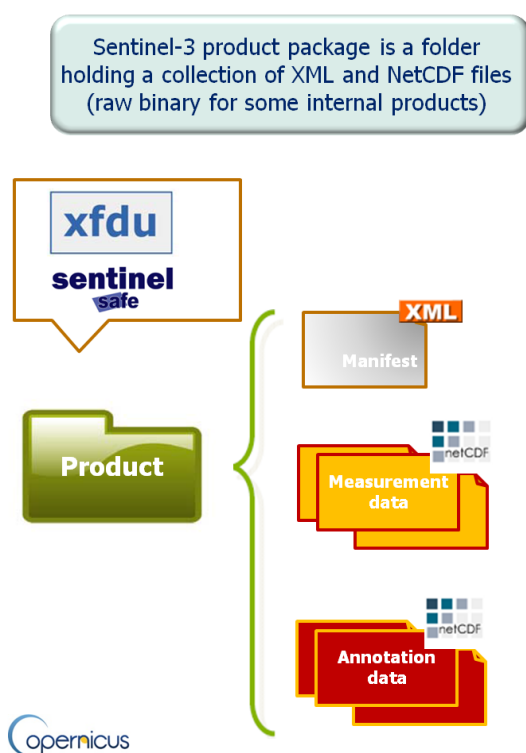 Sentinel-3 product package is a folder
holding a collection of XML and NetCDF files
(raw binary for some internal products)
xfdu
sentinel
safe
XML
Manifest
Product
netCDF
Measurement
data
netCDF
Annotation
data
opernicus